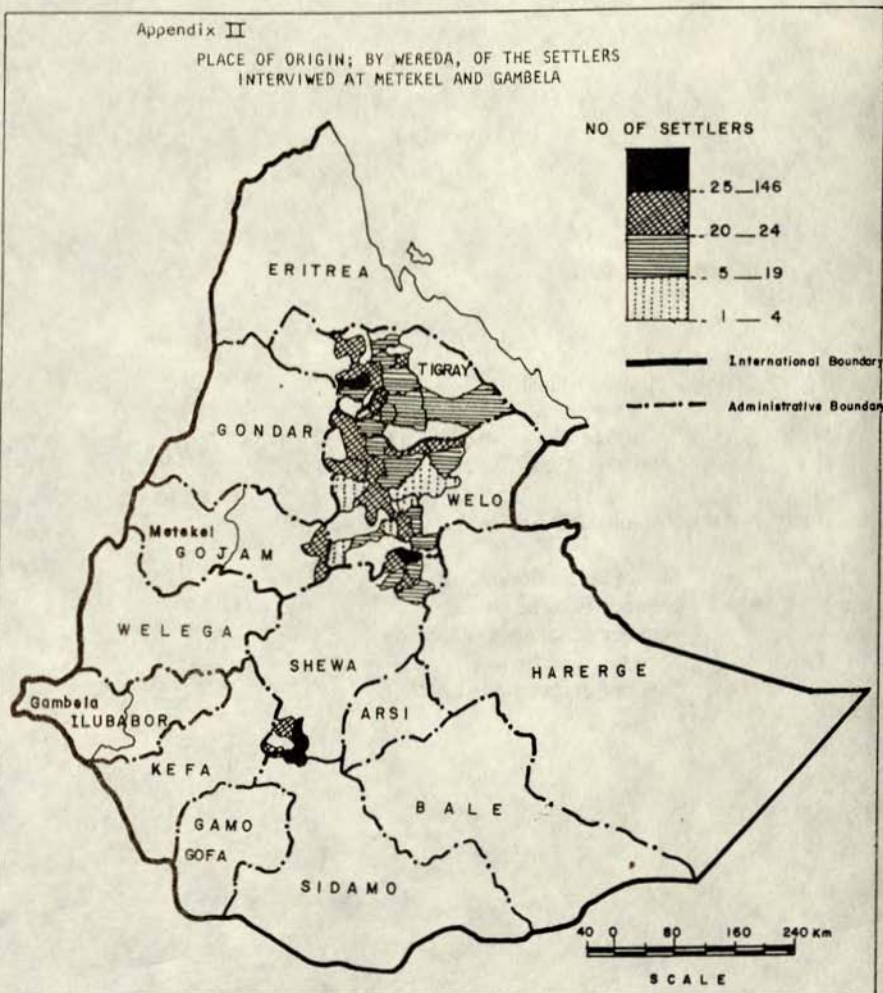 Appendix II
PLACE OF ORIGIN; BY WEREDA, OF THE SETTLERS
INTERVIWED AT METEKEL AND GAMBELA
NO OF SETTLERS
25 — 146
20 — 24
5 — 19
1 — 4
International Boundary
Administrative Boundary
ERITREA
TIGRAY
GONDAR
WELO
Metekel
GOJAM
WELEGA
SHEWA
HARERGE
Gambela
ILUBABOR
ARSI
KEFA
BALE
GAMO
GOFA
SIDAMO
40 0 80 160 240 Km
SCALE